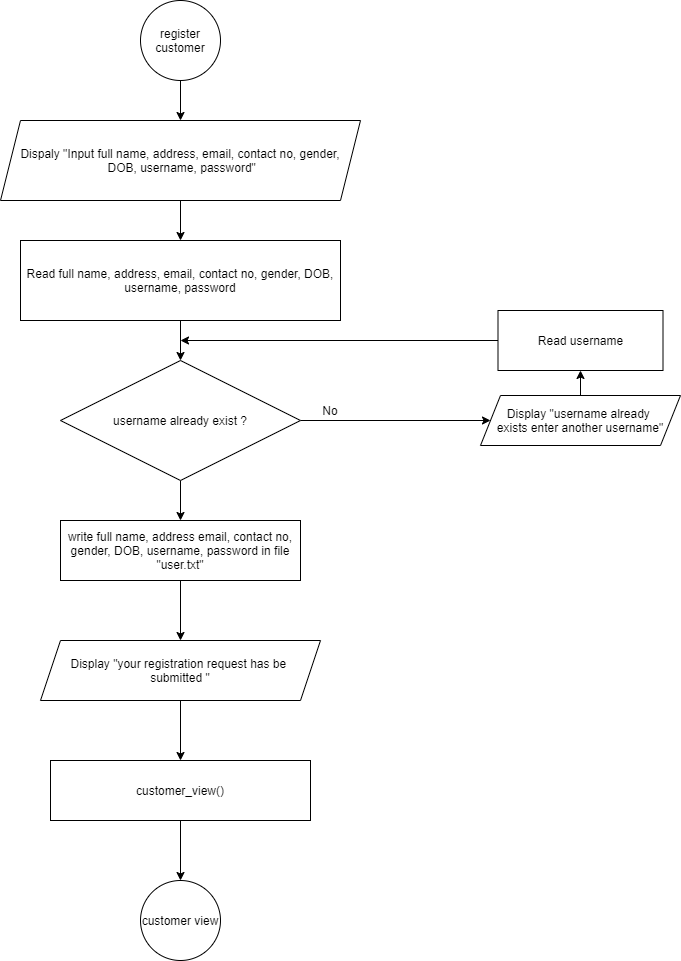 register
customer
Dispaly "Input full name, address, email, contact no, gender,
DOB, username, password"
Read full name, address, email, contact no, gender, DOB,
username, password
Read username
username already exist ?
No
Display "username already
exists enter another username"
write full name, address email, contact no,
gender, DOB, username, password in file
"user.txt"
Display "your registration request has be
submitted "
customer_view()
customer view